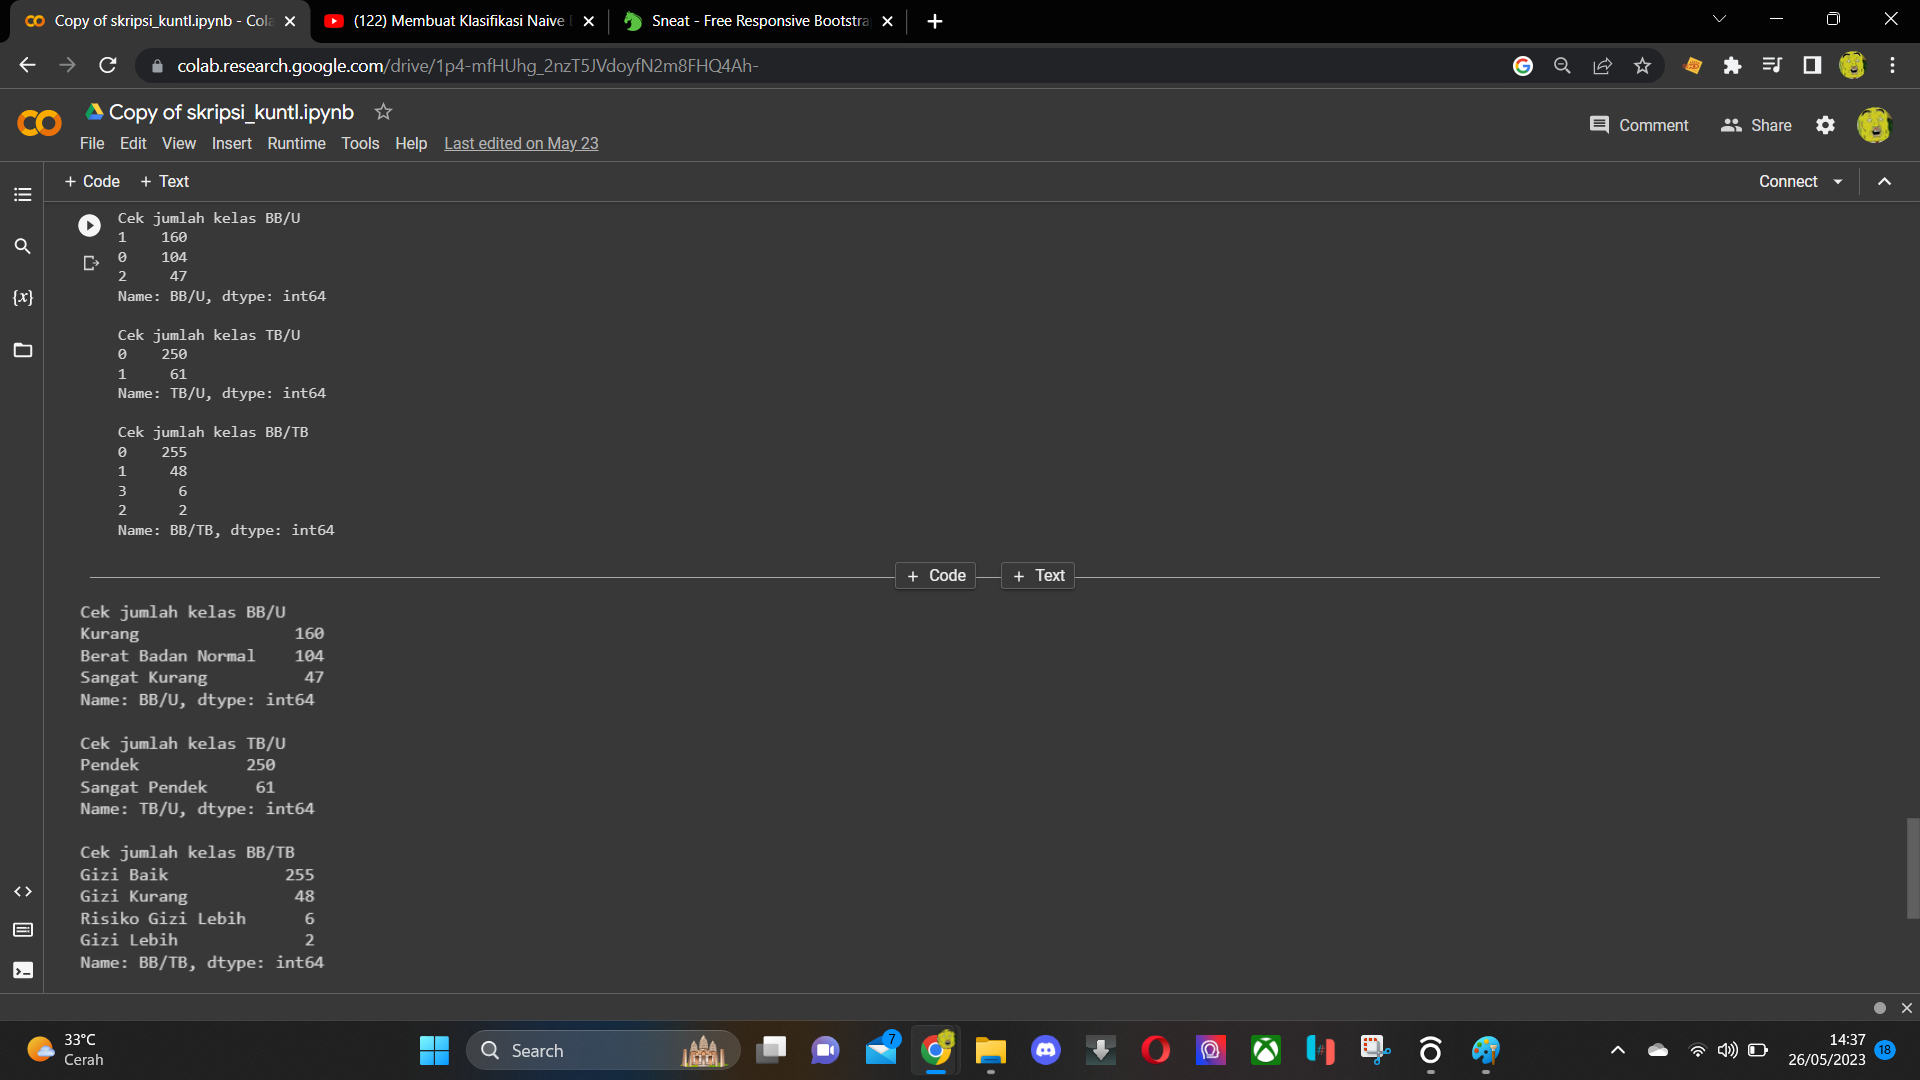 Copy of skripsi_kuntl.ipynb - Cola
(122) Membuat Klasifikasi Naive
Sneat - Free Responsive Bootstra
colab.research.google.com/drive/1p4-mfHUhg_2nzT5JVdoyfN2m8FHQ4Ah-
Copy of skripsi_kuntl.ipynb
Comment
Share
File Edit View Insert Runtime Tools Help Last edited on May 23
+ Code + Text
Connect
Cek jumlah kelas BB/U
1 160
0 104
2 47
Name: BB/U, dtype: int64
Cek jumlah kelas TB/U
0 250
1 61
Name: TB/U, dtype: int64
Cek jumlah kelas BB/TB
0 255
1 48
3 6
2 2
Name: BB/TB, dtype: int64
+ Code + Text
Cek jumlah kelas BB/U
Kurang 160
Berat Badan Normal 104
Sangat Kurang 47
Name: BB/U, dtype: int64
Cek jumlah kelas TB/U
Pendek 250
Sangat Pendek 61
Name: TB/U, dtype: int64
Cek jumlah kelas BB/TB
Gizi Baik 255
Gizi Kurang 48
Risiko Gizi Lebih 6
Gizi Lebih 2
Name: BB/TB, dtype: int64
33°C
Cerah
Search
7
14:37
26/05/2023
18